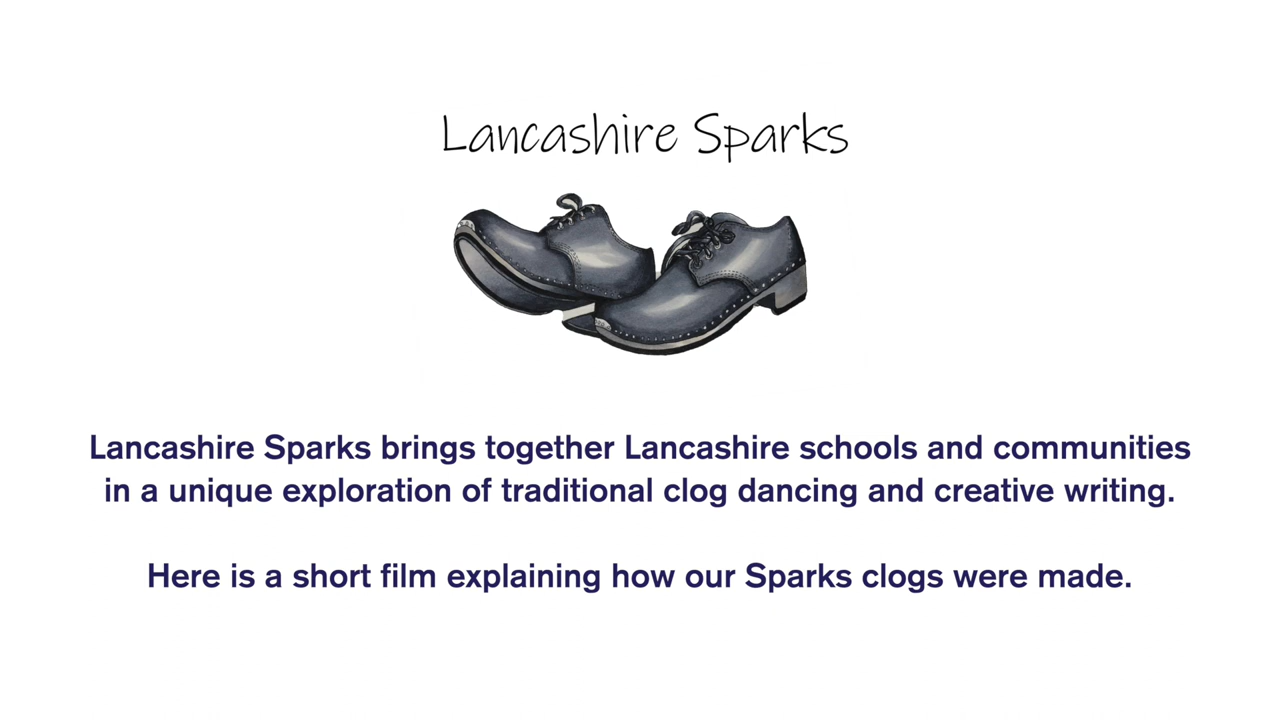 Lancashire Sparks
Lancashire Sparks brings together Lancashire schools and communities
in a unique exploration of traditional clog dancing and creative writing.
Here is a short film explaining how our Sparks clogs were made.